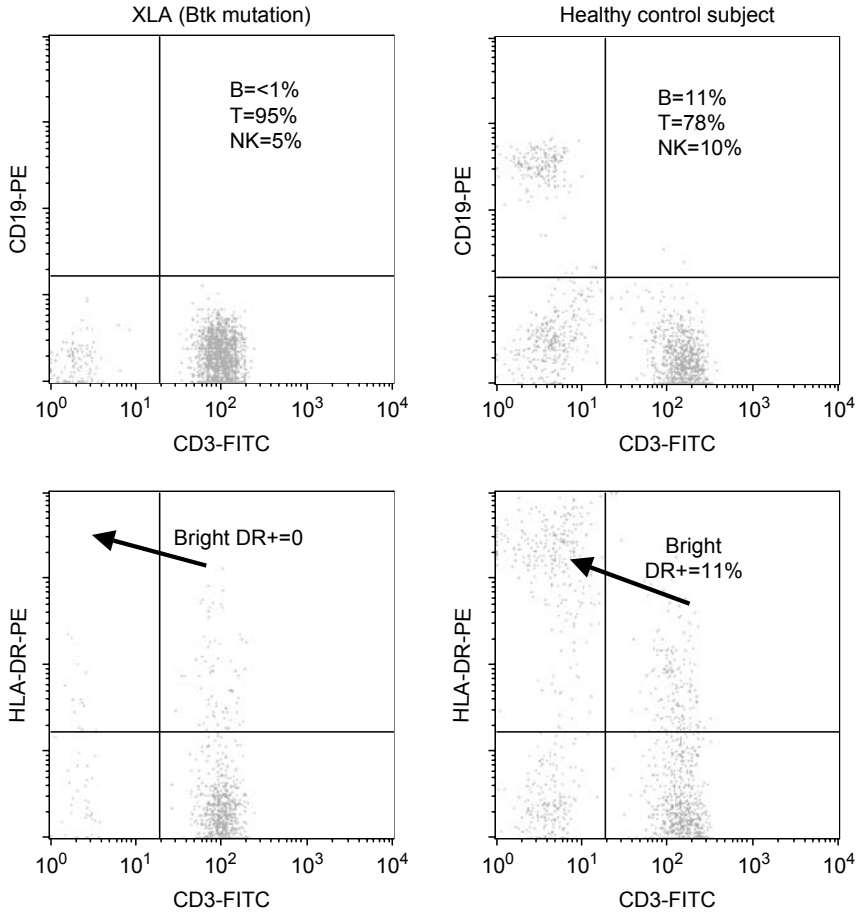 XLA (Btk mutation)
B=<1%
T=95%
NK=5%
CD19-PE
10⁰ 10¹ 10² 10³ 10⁴
CD3-FITC
Healthy control subject
B=11%
T=78%
NK=10%
CD19-PE
10⁰ 10¹ 10² 10³ 10⁴
CD3-FITC
Bright DR+=0
HLA-DR-PE
10⁰ 10¹ 10² 10³ 10⁴
CD3-FITC
Bright
DR+=11%
HLA-DR-PE
10⁰ 10¹ 10² 10³ 10⁴
CD3-FITC